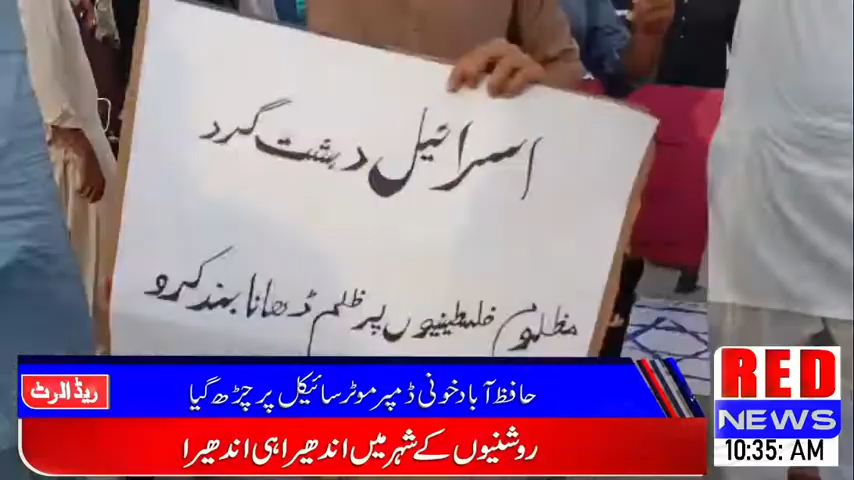 اسرائیل دہشت گرد
مظلوم فلسطینیوں پر ظلم ڈھانا بند کرو
ریڈ الرٹ
حافظ آباد خونی ڈمپر موٹر سائیکل پر چڑھ گیا
روشنیوں کے شہر میں اندھیرا ہی اندھیرا
RED
NEWS
10:35: AM